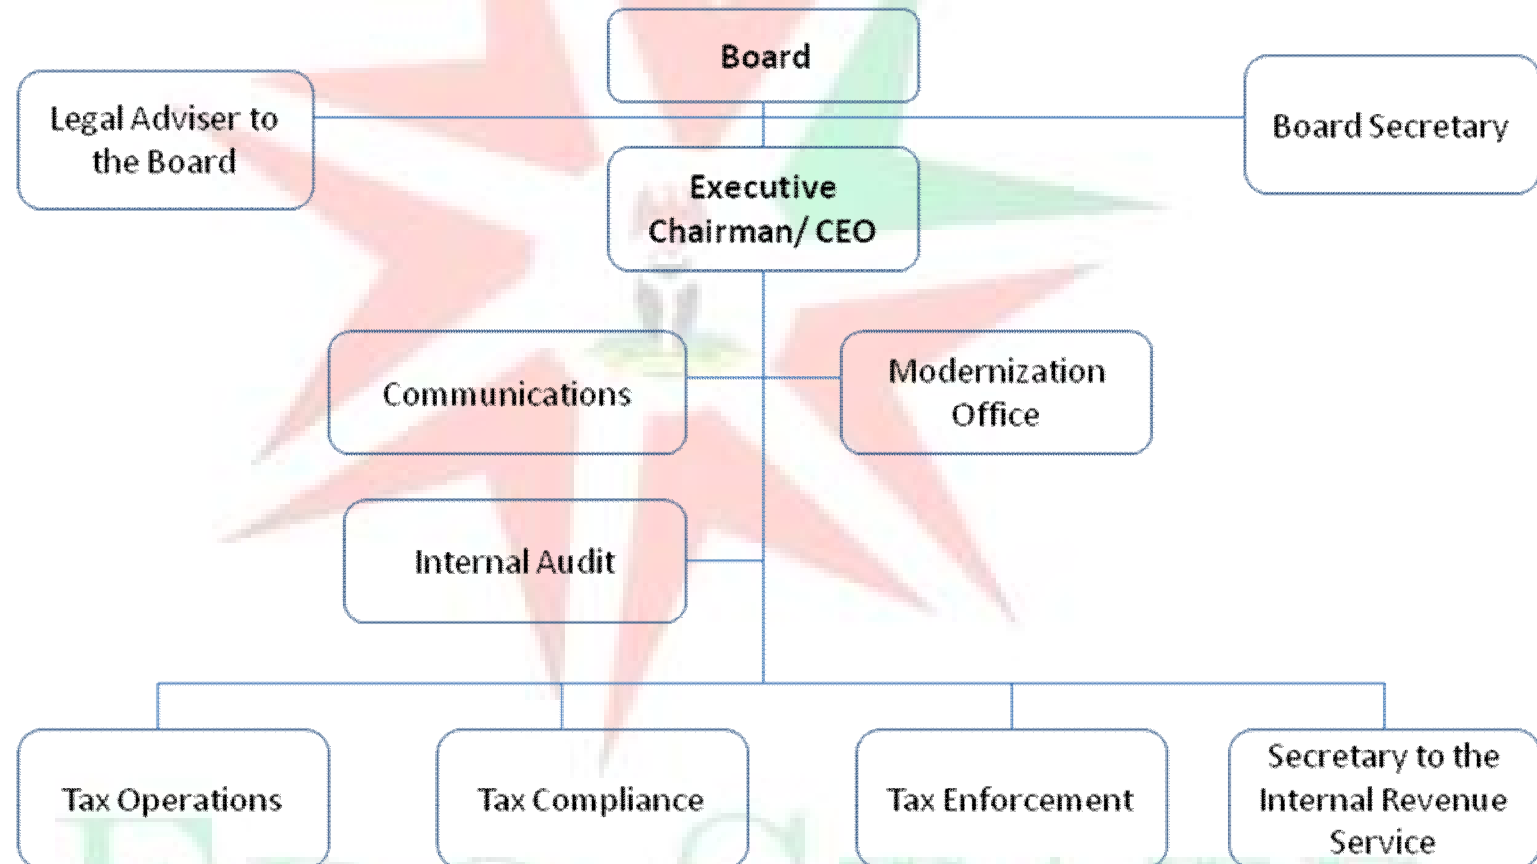 Board
Legal Adviser to
the Board
Board Secretary
Executive
Chairman/ CEO
Communications
Modernization
Office
Internal Audit
Tax Operations
Tax Compliance
Tax Enforcement
Secretary to the
Internal Revenue
Service